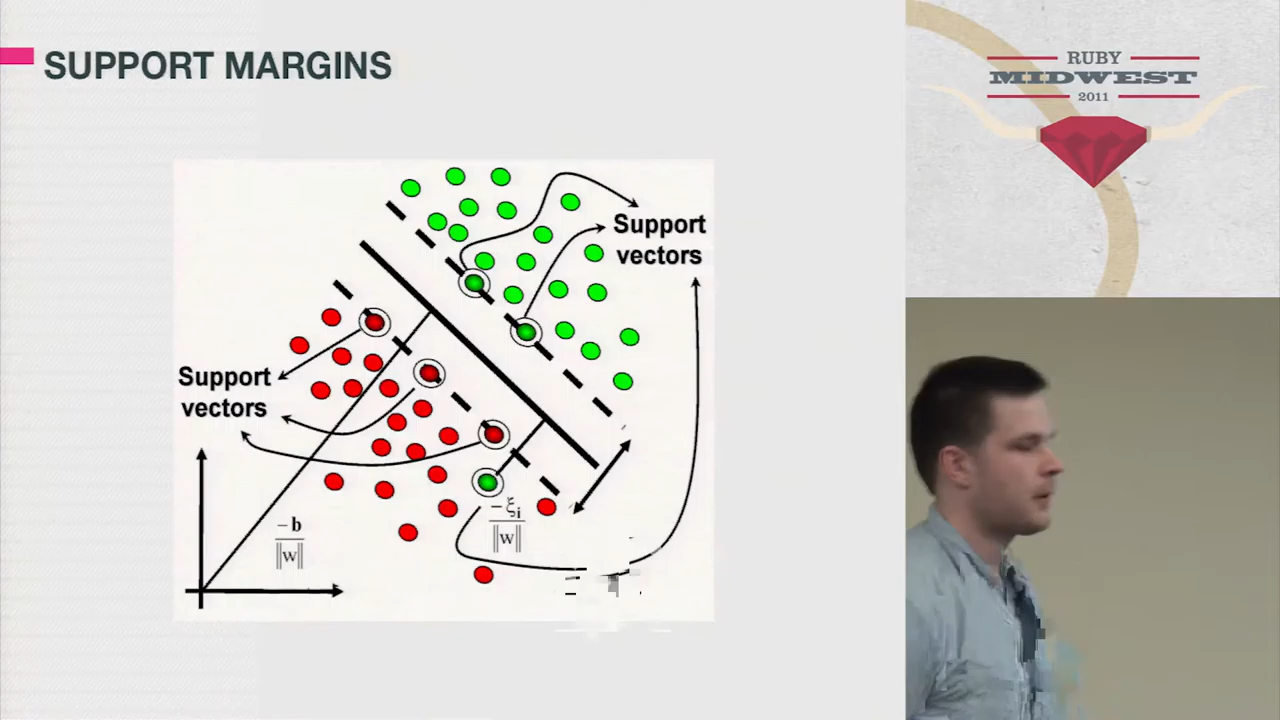 SUPPORT MARGINS
RUBY
MIDWEST
2011
Support
vectors
Support
vectors
−b
‖w‖
−ξi
‖w‖